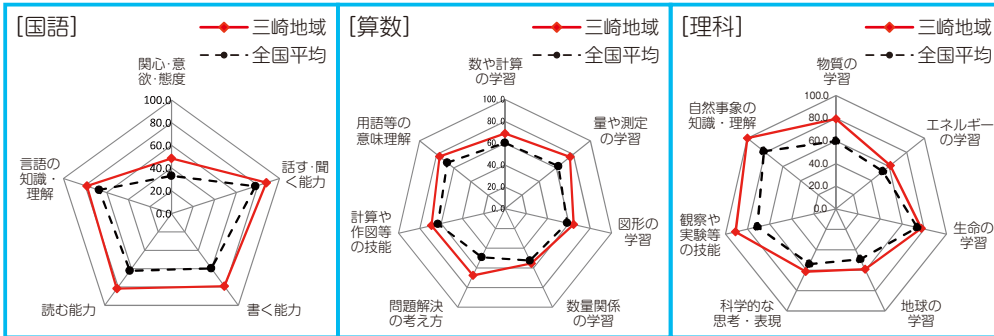 [国語]
三崎地域
全国平均
関心・意
欲・態度
100.0
80.0
60.0
40.0
20.0
0.0
話す・聞
く能力
書く能力
読む能力
言語の
知識・
理解
[算数]
三崎地域
全国平均
数や計算
の学習
100.0
80.0
60.0
40.0
20.0
0.0
量や測定
の学習
図形の
学習
数量関係
の学習
問題解決
の考え方
計算や
作図等
の技能
用語等の
意味理解
[理科]
三崎地域
全国平均
物質の
学習
100.0
80.0
60.0
40.0
20.0
0.0
エネルギー
の学習
生命の
学習
地球の
学習
科学的な
思考・表現
観察や
実験等
の技能
自然事象の
知識・理解